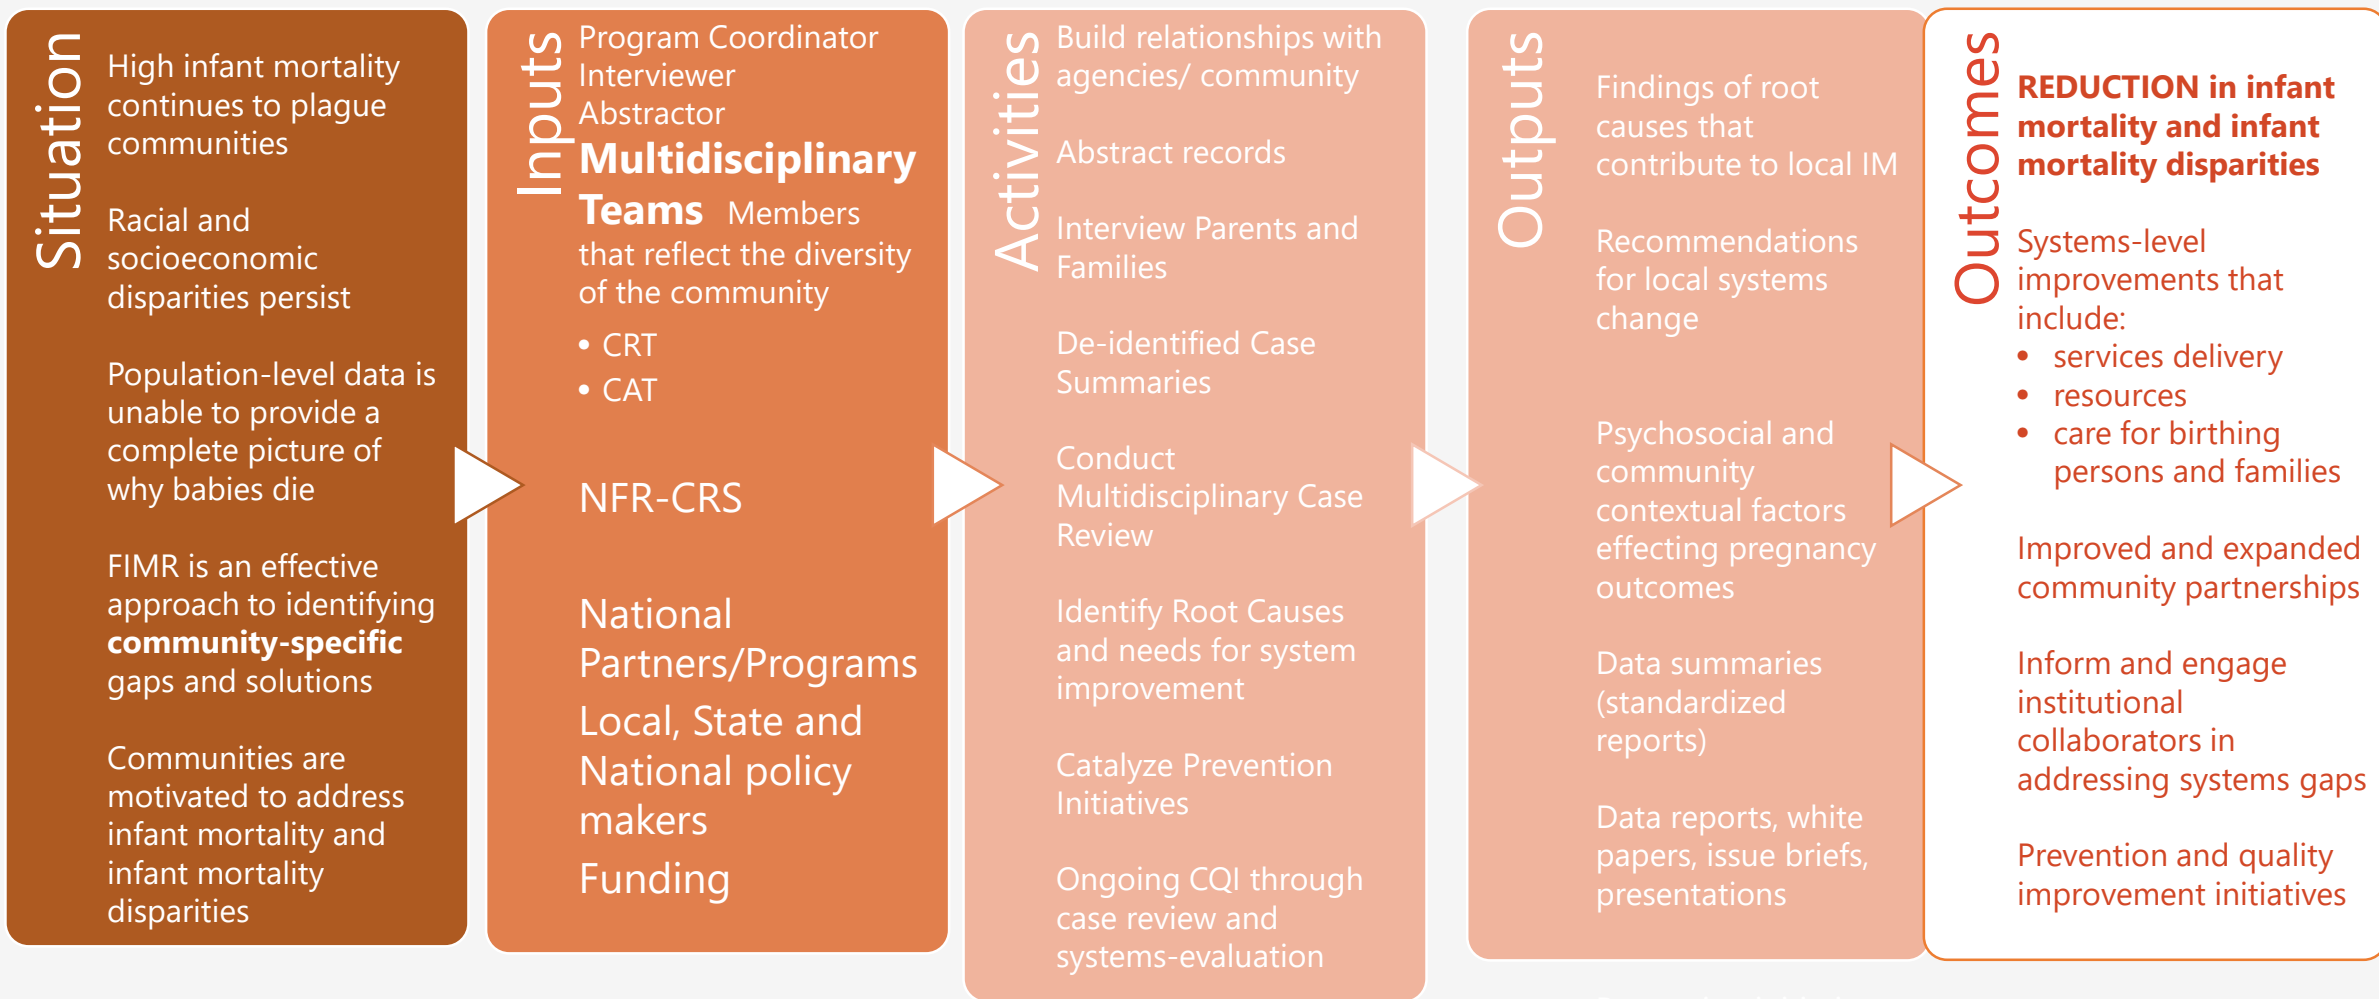 Situation
High infant mortality
continues to plague
communities
Racial and
socioeconomic
disparities persist
Population-level data is
unable to provide a
complete picture of
why babies die
FIMR is an effective
approach to identifying
community-specific
gaps and solutions
Communities are
motivated to address
infant mortality and
infant mortality
disparities
Inputs
Program Coordinator
Interviewer
Abstractor
Multidisciplinary
Teams Members
that reflect the diversity
of the community
• CRT
• CAT
NFR-CRS
National
Partners/Programs
Local, State and
National policy
makers
Funding
Activities
Build relationships with
agencies/ community
Abstract records
Interview Parents and
Families
De-identified Case
Summaries
Conduct
Multidisciplinary Case
Review
Identify Root Causes
and needs for system
improvement
Catalyze Prevention
Initiatives
Ongoing CQI through
case review and
systems-evaluation
Outputs
Findings of root
causes that
contribute to local IM
Recommendations
for local systems
change
Psychosocial and
community
contextual factors
effecting pregnancy
outcomes
Data summaries
(standardized
reports)
Data reports, white
papers, issue briefs,
presentations
Outcomes
REDUCTION in infant
mortality and infant
mortality disparities
Systems-level
improvements that
include:
• services delivery
• resources
• care for birthing
persons and families
Improved and expanded
community partnerships
Inform and engage
institutional
collaborators in
addressing systems gaps
Prevention and quality
improvement initiatives